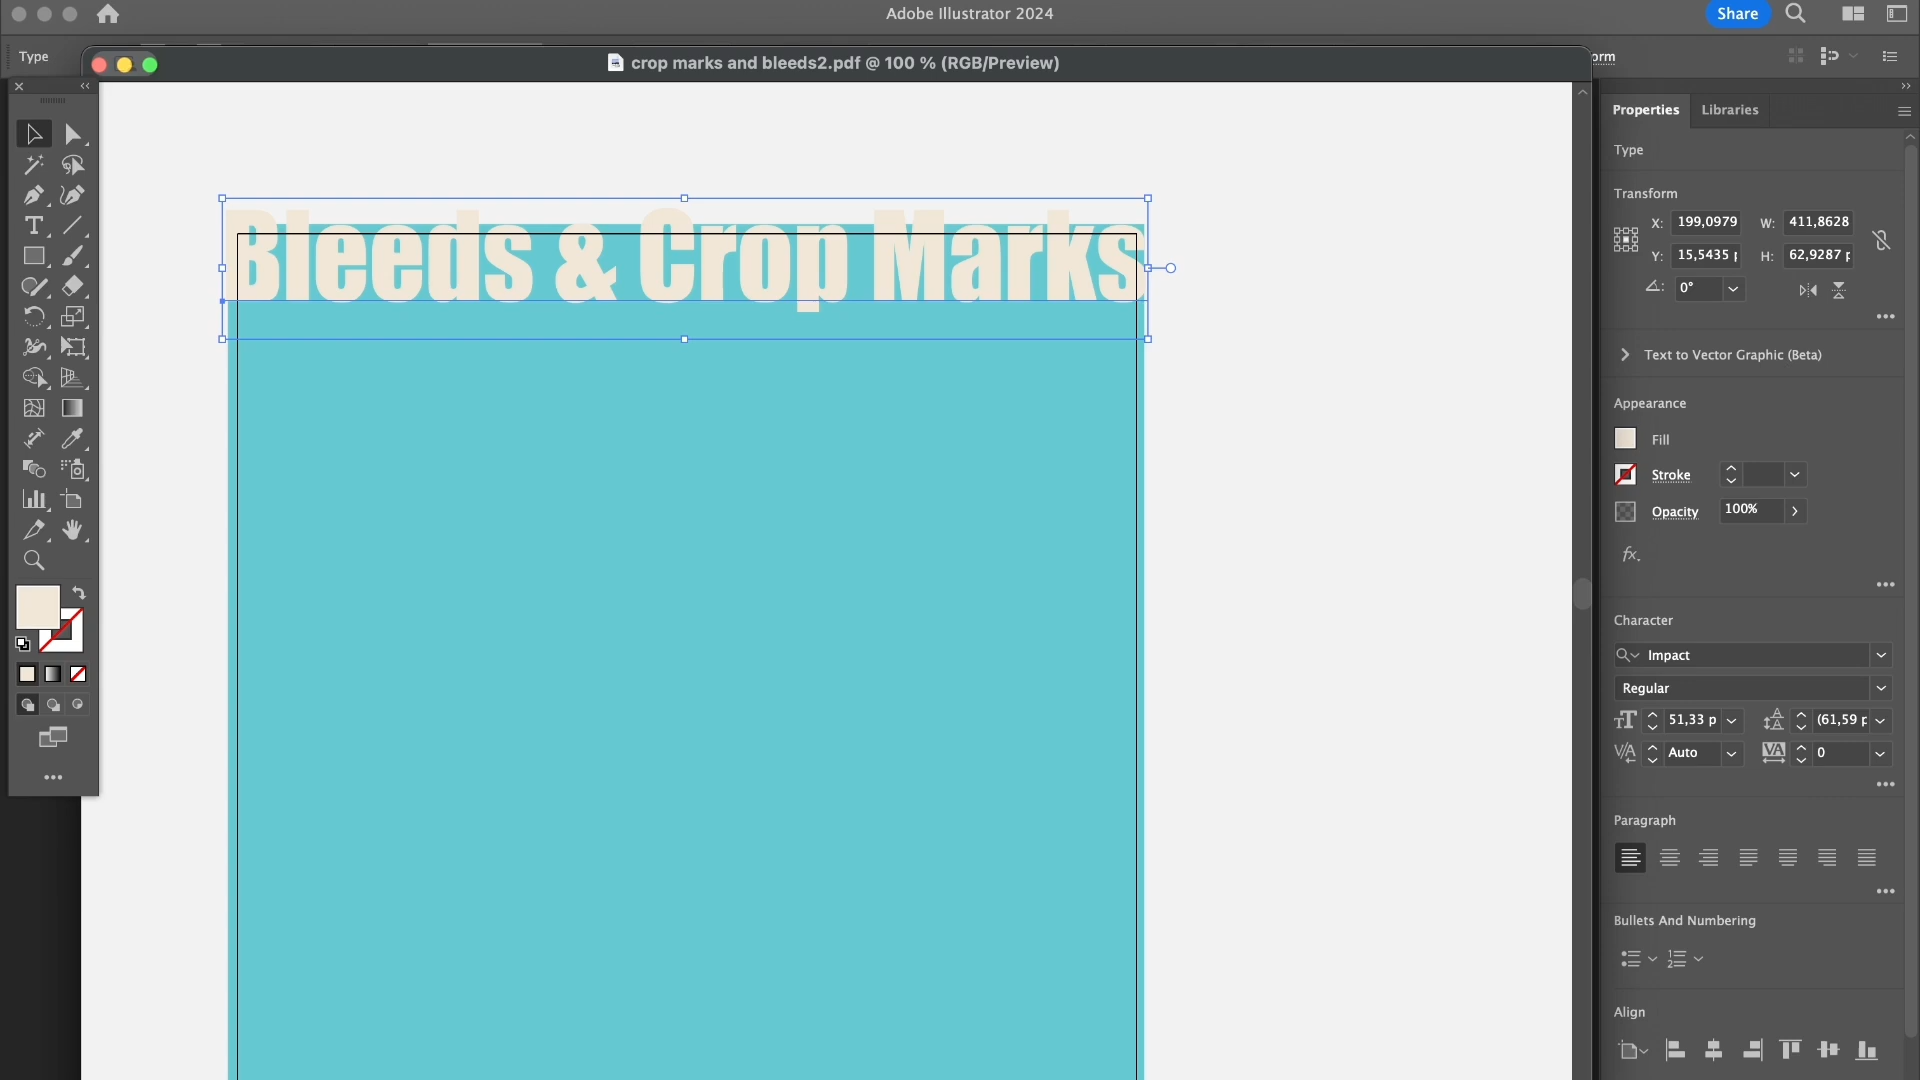 Adobe Illustrator 2024
Share
Type
crop marks and bleeds2.pdf @ 100 % (RGB/Preview)
Properties
Libraries
Type
Transform
X: 199,0979
W: 411,8628
Y: 15,5435
H: 62,9287
0°
Text to Vector Graphic (Beta)
Appearance
Fill
Stroke
Opacity
100%
fx
Character
Impact
Regular
51,33 p
(61,59 p
Auto
0
Paragraph
Bullets And Numbering
Align
Bleeds & Crop Marks